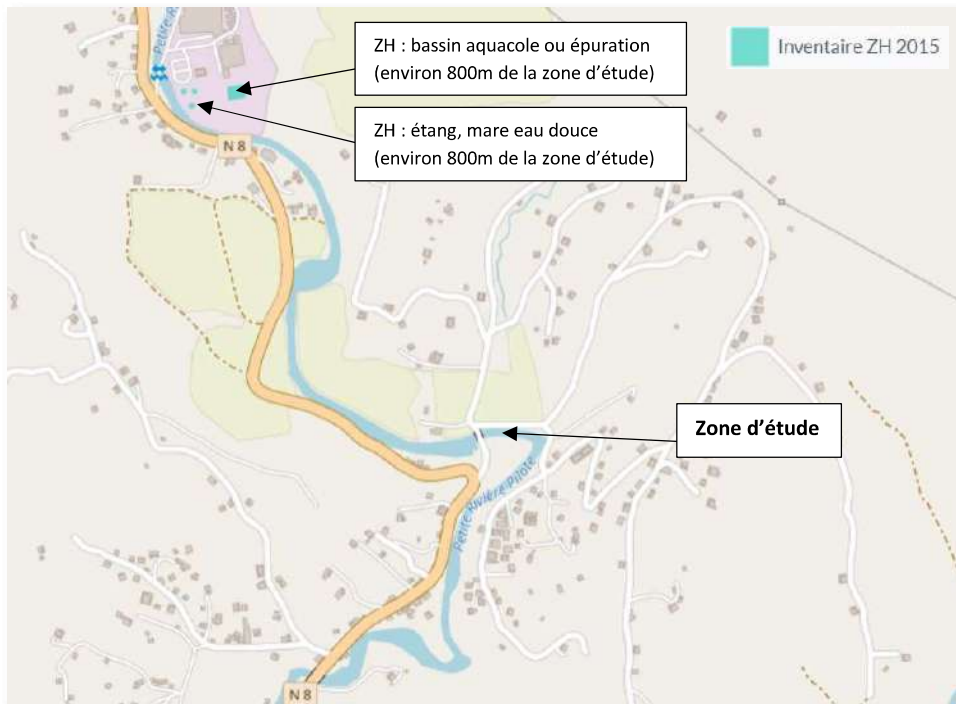 ZH : bassin aquacole ou épuration
(environ 800m de la zone d'étude)
Inventaire ZH 2015
ZH : étang, mare eau douce
(environ 800m de la zone d'étude)
N 8
Zone d'étude
Petite Rivière Pilote
N 8